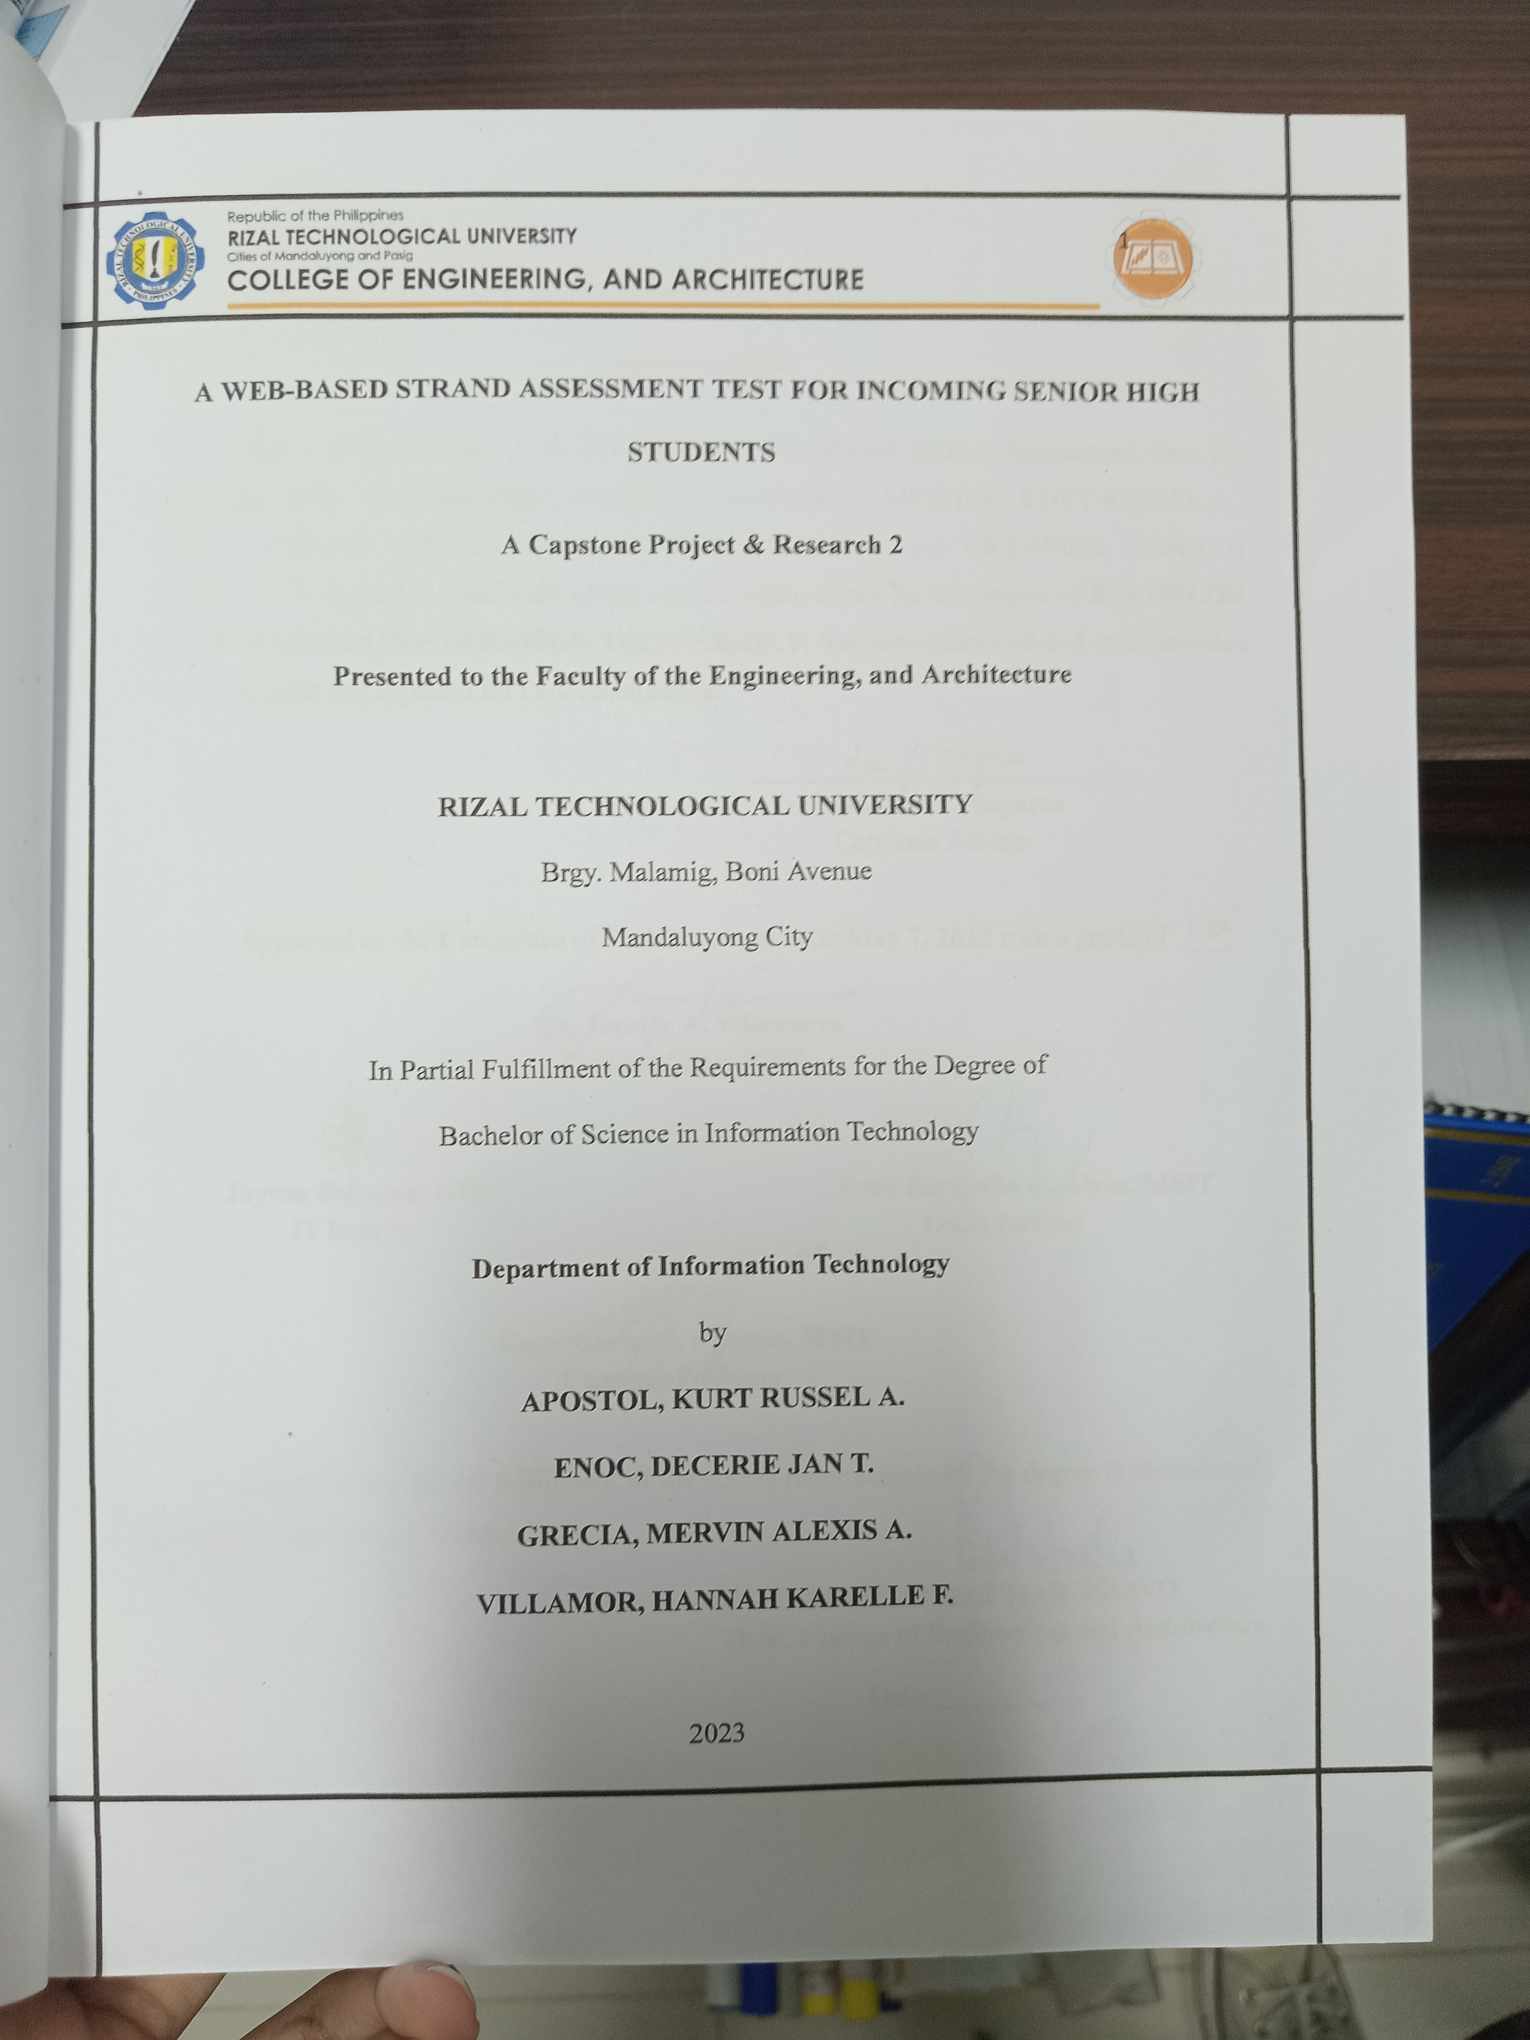 Republic of the Philippines
RIZAL TECHNOLOGICAL UNIVERSITY
Cities of Mandaluyong and Pasig
COLLEGE OF ENGINEERING, AND ARCHITECTURE
RIZAL TECHNOLOGICAL UNIVERSITY
PHILIPPINES
1
A WEB-BASED STRAND ASSESSMENT TEST FOR INCOMING SENIOR HIGH
STUDENTS
A Capstone Project & Research 2
Presented to the Faculty of the Engineering, and Architecture
RIZAL TECHNOLOGICAL UNIVERSITY
Brgy. Malamig, Boni Avenue
Mandaluyong City
In Partial Fulfillment of the Requirements for the Degree of
Bachelor of Science in Information Technology
Department of Information Technology
by
APOSTOL, KURT RUSSEL A.
ENOC, DECERIE JAN T.
GRECIA, MERVIN ALEXIS A.
VILLAMOR, HANNAH KARELLE F.
2023